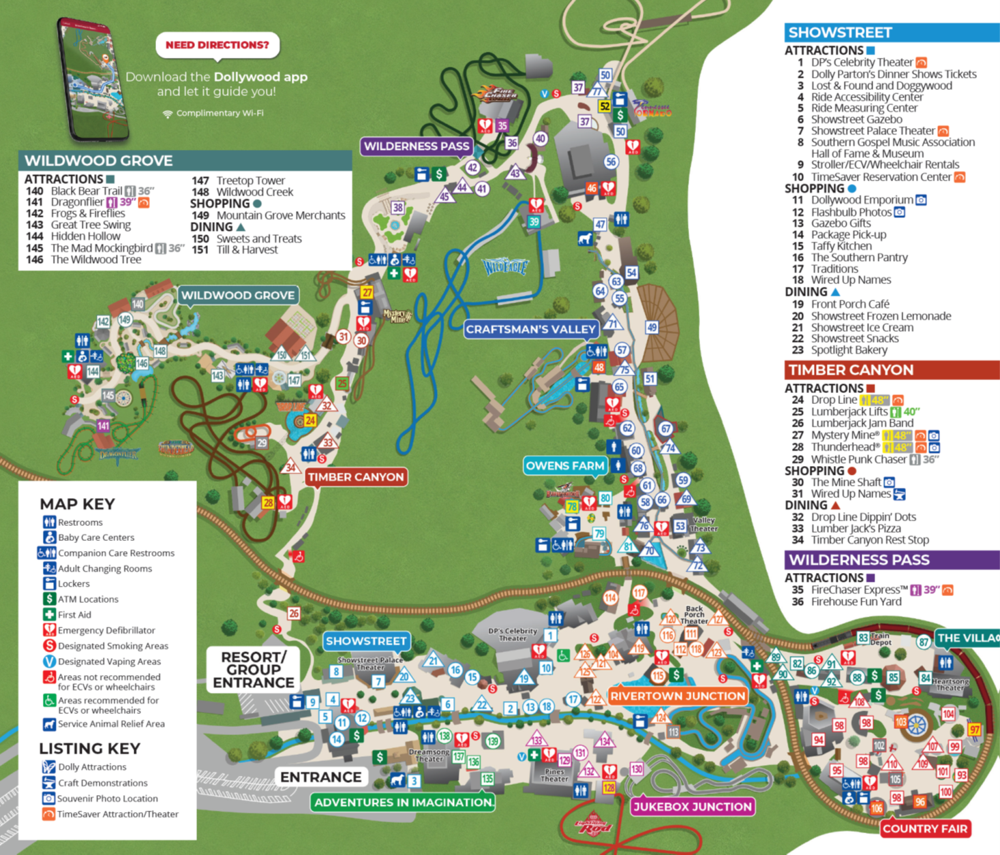 NEED DIRECTIONS?
Download the Dollywood app
and let it guide you!
Complimentary Wi-Fi
WILDWOOD GROVE
ATTRACTIONS
140 Black Bear Trail 36"
141 Dragonflier 39"
142 Frogs & Fireflies
143 Great Tree Swing
144 Hidden Hollow
145 The Mad Mockingbird 36"
146 The Wildwood Tree
147 Treetop Tower
148 Wildwood Creek
SHOPPING
149 Mountain Grove Merchants
DINING
150 Sweets and Treats
151 Till & Harvest
SHOWSTREET
ATTRACTIONS
1 DP's Celebrity Theater
2 Dolly Parton's Dinner Shows Tickets
3 Lost & Found and Doggywood
4 Ride Accessibility Center
5 Ride Measuring Center
6 Showstreet Gazebo
7 Showstreet Palace Theater
8 Southern Gospel Music Association
Hall of Fame & Museum
9 Stroller/ECV/Wheelchair Rentals
10 TimeSaver Reservation Center
SHOPPING
11 Dollywood Emporium
12 Flashbulb Photos
13 Gazebo Gifts
14 Package Pick-up
15 Taffy Kitchen
16 The Southern Pantry
17 Traditions
18 Wired Up Names
DINING
19 Front Porch Café
20 Showstreet Frozen Lemonade
21 Showstreet Ice Cream
22 Showstreet Snacks
23 Spotlight Bakery
TIMBER CANYON
ATTRACTIONS
24 Drop Line 48"
25 Lumberjack Lifts 40"
26 Lumberjack Jam Band
27 Mystery Mine® 48"
28 Thunderhead® 48"
29 Whistle Punk Chaser 36"
SHOPPING
30 The Mine Shaft
31 Wired Up Names
DINING
32 Drop Line Dippin' Dots
33 Lumber Jack's Pizza
34 Timber Canyon Rest Stop
WILDERNESS PASS
ATTRACTIONS
35 FireChaser Express™ 39"
36 Firehouse Fun Yard
MAP KEY
Restrooms
Baby Care Centers
Companion Care Restrooms
Adult Changing Rooms
Lockers
ATM Locations
First Aid
Emergency Defibrillator
Designated Smoking Areas
Designated Vaping Areas
Areas not recommended
for ECVs or wheelchairs
Areas recommended for
ECVs or wheelchairs
Service Animal Relief Area
LISTING KEY
Dolly Attractions
Craft Demonstrations
Souvenir Photo Location
TimeSaver Attraction/Theater
FIRE CHASER
Tennessee TORNADO
WILDERNESS PASS
WILD EAGLE
WILDWOOD GROVE
Mystery Mine
CRAFTSMAN'S VALLEY
DRAGONFLIER
THUNDERHEAD
TIMBER CANYON
OWENS FARM
Valley
Theater
Back
Porch
Theater
DP's Celebrity
Theater
SHOWSTREET
Showstreet Palace
Theater
RESORT/
GROUP
ENTRANCE
RIVERTOWN JUNCTION
Train
Depot
THE VILLA
Heartsong
Theater
Dreamsong
Theater
Pines
Theater
ENTRANCE
ADVENTURES IN IMAGINATION
JUKEBOX JUNCTION
Lightning
Rod
COUNTRY FAIR